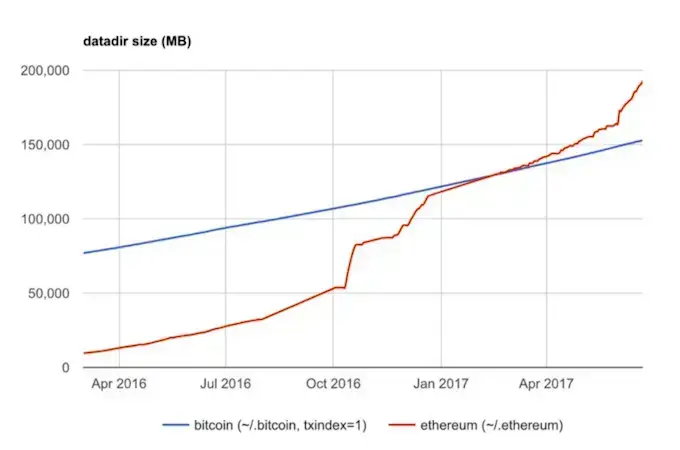 datadir size (MB)
200,000
150,000
100,000
50,000
0
Apr 2016 Jul 2016 Oct 2016 Jan 2017 Apr 2017
bitcoin (~/.bitcoin, txindex=1) ethereum (~/.ethereum)